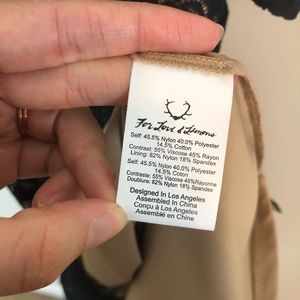 For Love & Lemons
Self: 45.5% Nylon 40.0% Polyester
14.5% Cotton
Contrast: 55% Viscose 45% Rayon
Lining: 82% Nylon 18% Spandex
Self: 45.5% Nylon 40.0% Polyester
14.5% Cotton
Contrast: 55% Viscose 45%Rayonne
Doublure: 82% Nylon 18% Spandex
Designed In Los Angeles
Assembled In China
Conçu à Los Angeles
Assemblé en Chine